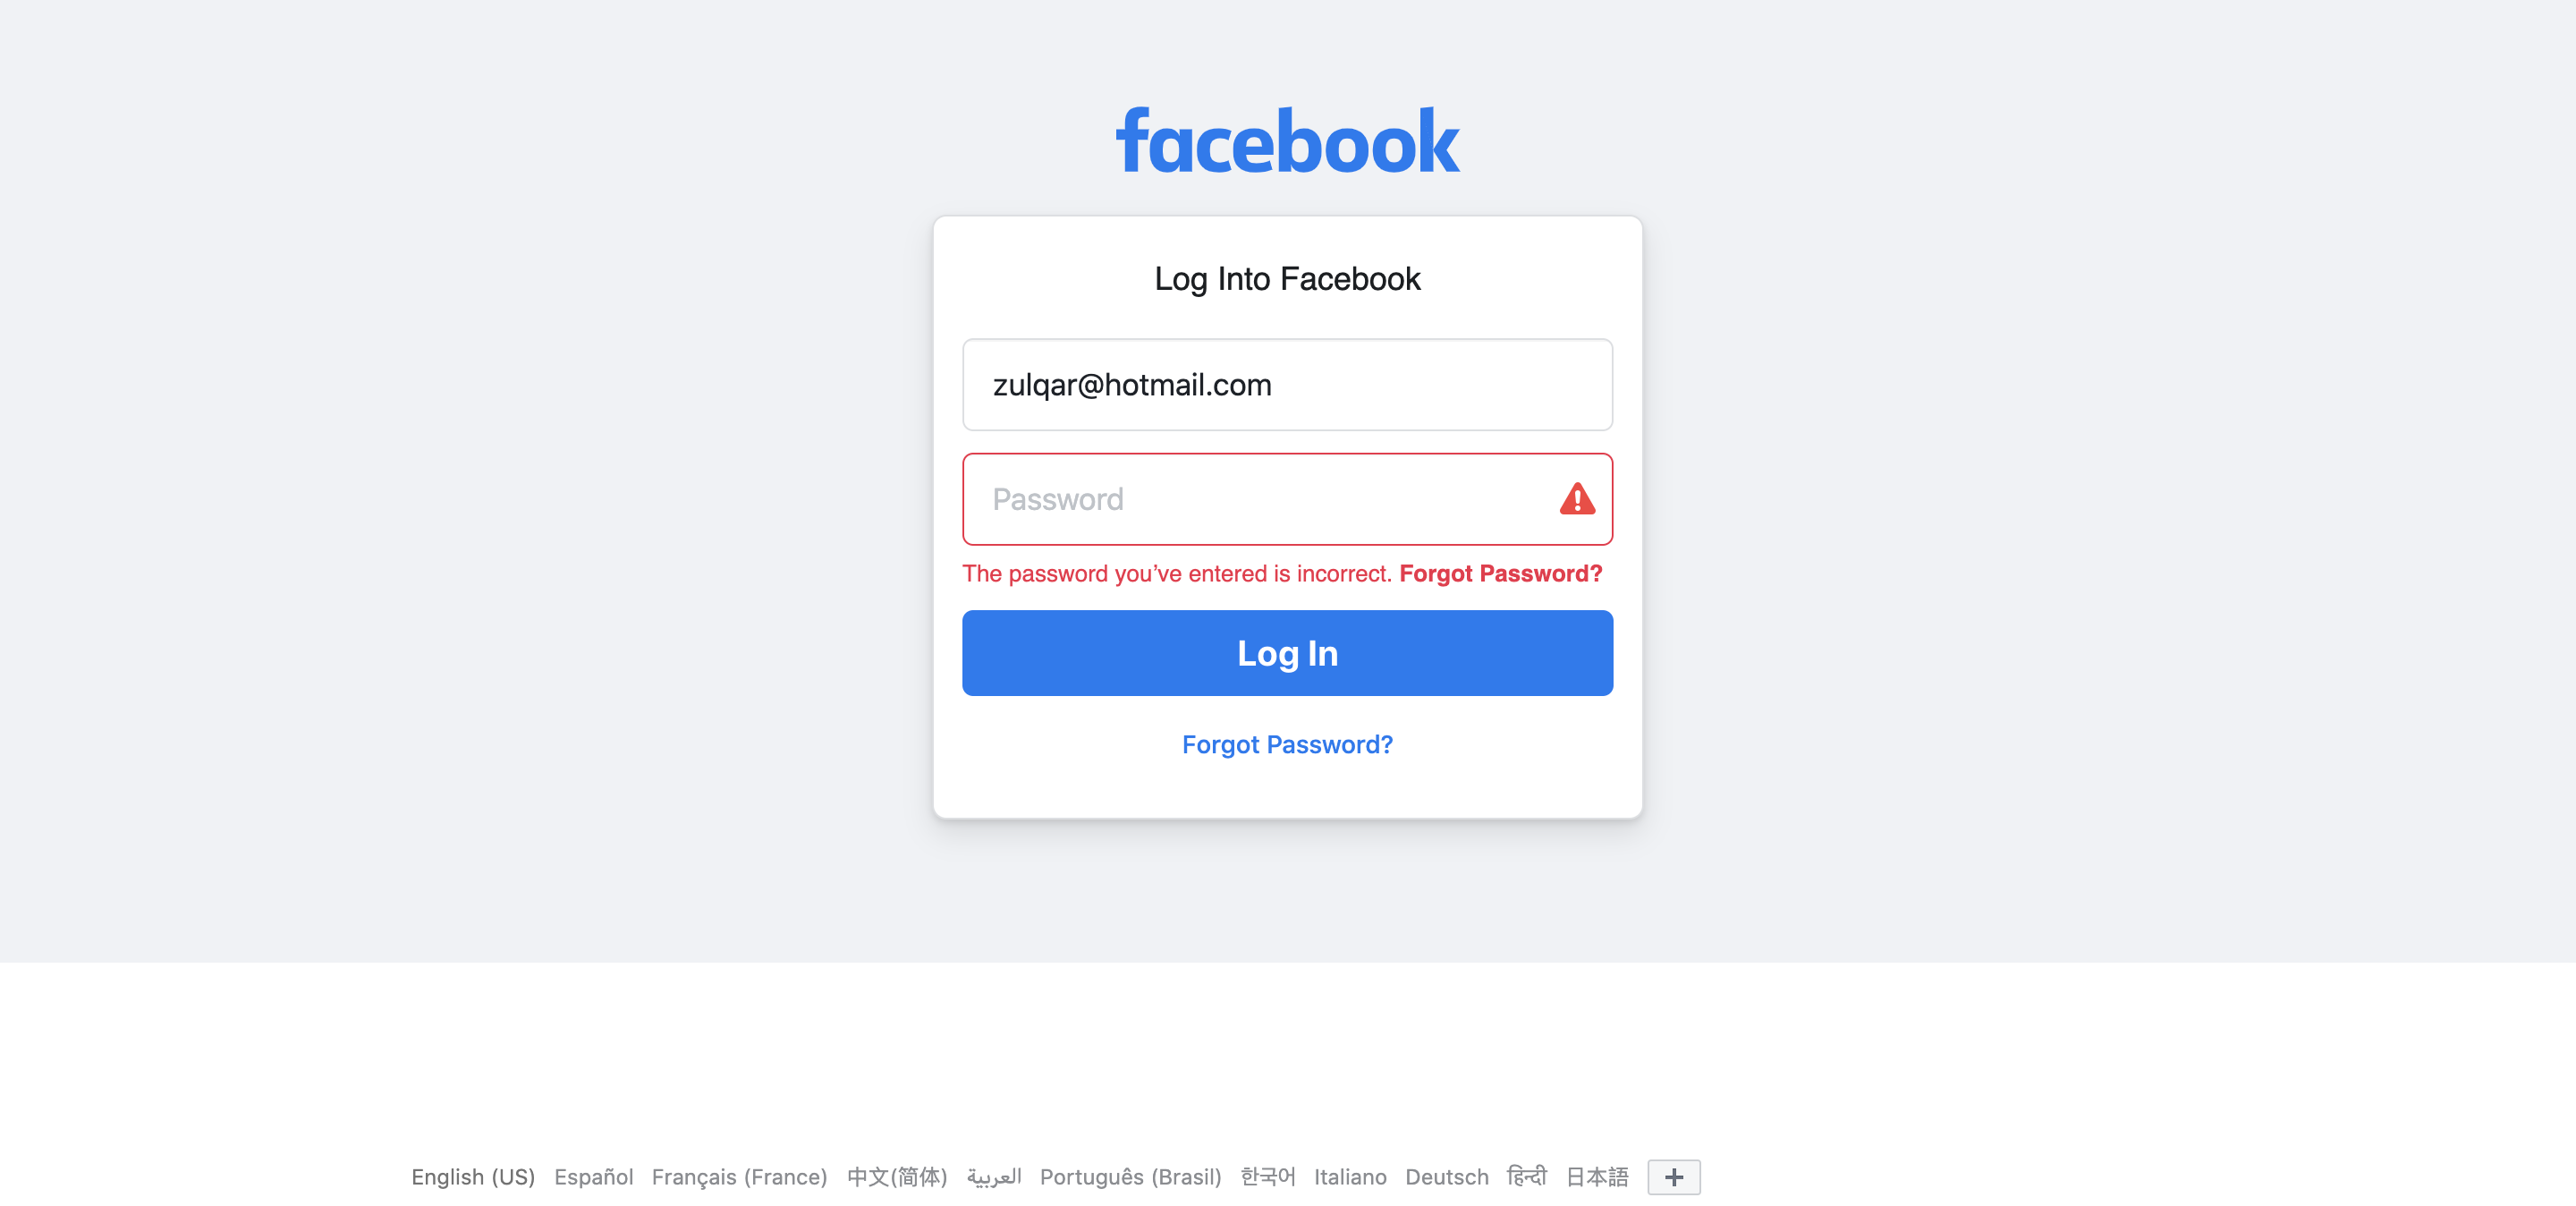 facebook
Log Into Facebook
zulqar@hotmail.com
Password
The password you’ve entered is incorrect. Forgot Password?
Log In
Forgot Password?
English (US) Español Français (France) 中文(简体) العربية Português (Brasil) 한국어 Italiano Deutsch हिन्दी 日本語 +